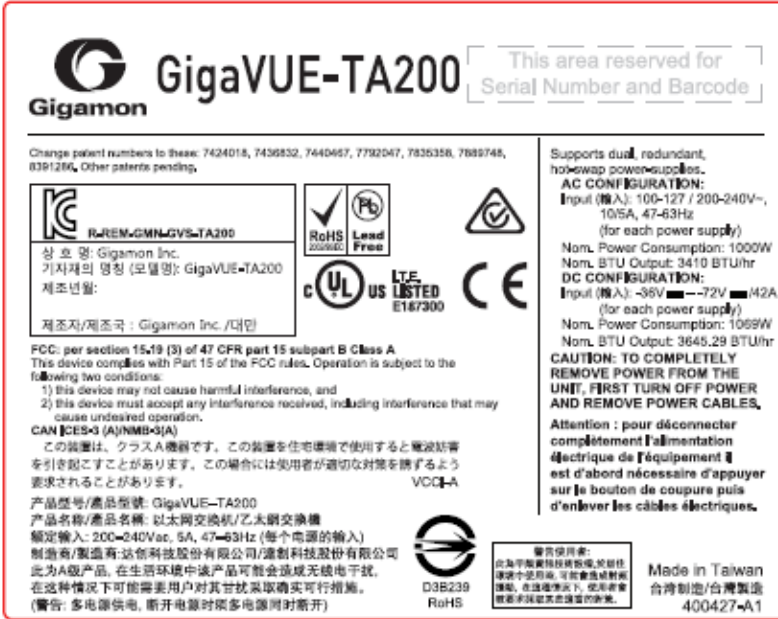 Gigamon
GigaVUE-TA200
This area reserved for
Serial Number and Barcode
Change patent numbers to these: 7424018, 7436832, 7440467, 7792047, 7835358, 7889748,
8391286. Other patents pending.
R-REM-GMN-GVS-TA200
상 호 명: Gigamon Inc.
기자재의 명칭 (모델명): GigaVUE-TA200
제조년월:
제조자/제조국 : Gigamon Inc. /대만
RoHS
2002/95/EC
Pb
Lead
Free
C UL US LISTED
I.T.E.
E187300
CE
FCC: per section 15.19 (3) of 47 CFR part 15 subpart B Class A
This device complies with Part 15 of the FCC rules. Operation is subject to the
following two conditions:
1) this device may not cause harmful interference, and
2) this device must accept any interference received, including interference that may
cause undesired operation.
CAN ICES-3 (A)/NMB-3(A)
この装置は、クラスA機器です。この装置を住宅環境で使用すると電波妨害
を引き起こすことがあります。この場合には使用者が適切な対策を講ずるよう
要求されることがあります。 VCCI-A
产品型号/產品型號: GigaVUE-TA200
产品名称/產品名稱: 以太网交换机/乙太網交換機
额定输入: 200-240Vac, 5A, 47-63Hz (每个电源的输入)
制造商/製造商:达创科技股份有限公司/達創科技股份有限公司
此为A级产品, 在生活环境中该产品可能会造成无线电干扰.
在这种情况下可能需要用户对其干扰采取确实可行措施.
(警告: 多电源供电, 断开电源时须多电源同时断开)
D3B239
RoHS
警告使用者:
Supports dual, redundant,
hot-swap power-supplies.
AC CONFIGURATION:
Input (輸入): 100-127 / 200-240V~,
10/5A, 47-63Hz
(for each power supply)
Nom. Power Consumption: 1000W
Nom. BTU Output: 3410 BTU/hr
DC CONFIGURATION:
Input (輸入): -36V ⎓ -72V ⎓ /42A
(for each power supply)
Nom. Power Consumption: 1069W
Nom. BTU Output: 3645.29 BTU/hr
CAUTION: TO COMPLETELY
REMOVE POWER FROM THE
UNIT, FIRST TURN OFF POWER
AND REMOVE POWER CABLES.
Attention : pour déconnecter
complètement l'alimentation
électrique de l'équipement il
est d'abord nécessaire d'appuyer
sur le bouton de coupure puis
d'enlever les câbles électriques.
Made in Taiwan
台湾制造/台灣製造
400427-A1